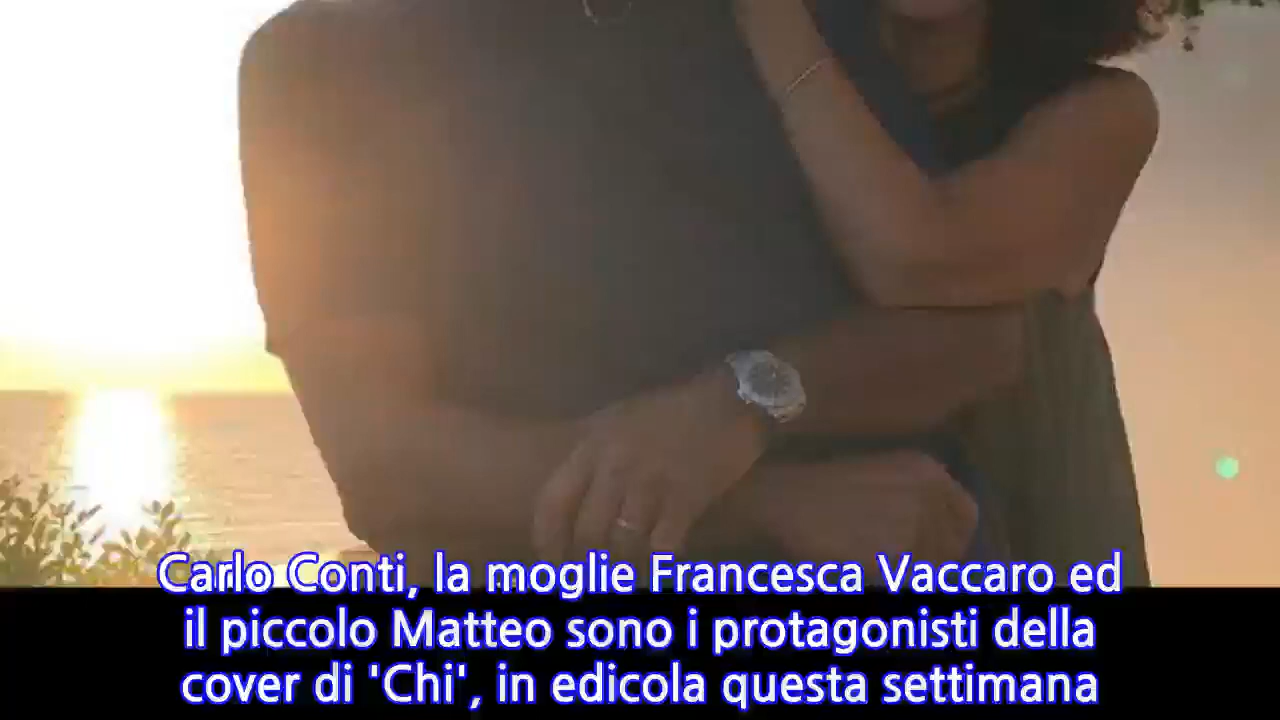 Carlo Conti, la moglie Francesca Vaccaro ed
il piccolo Matteo sono i protagonisti della
cover di 'Chi', in edicola questa settimana